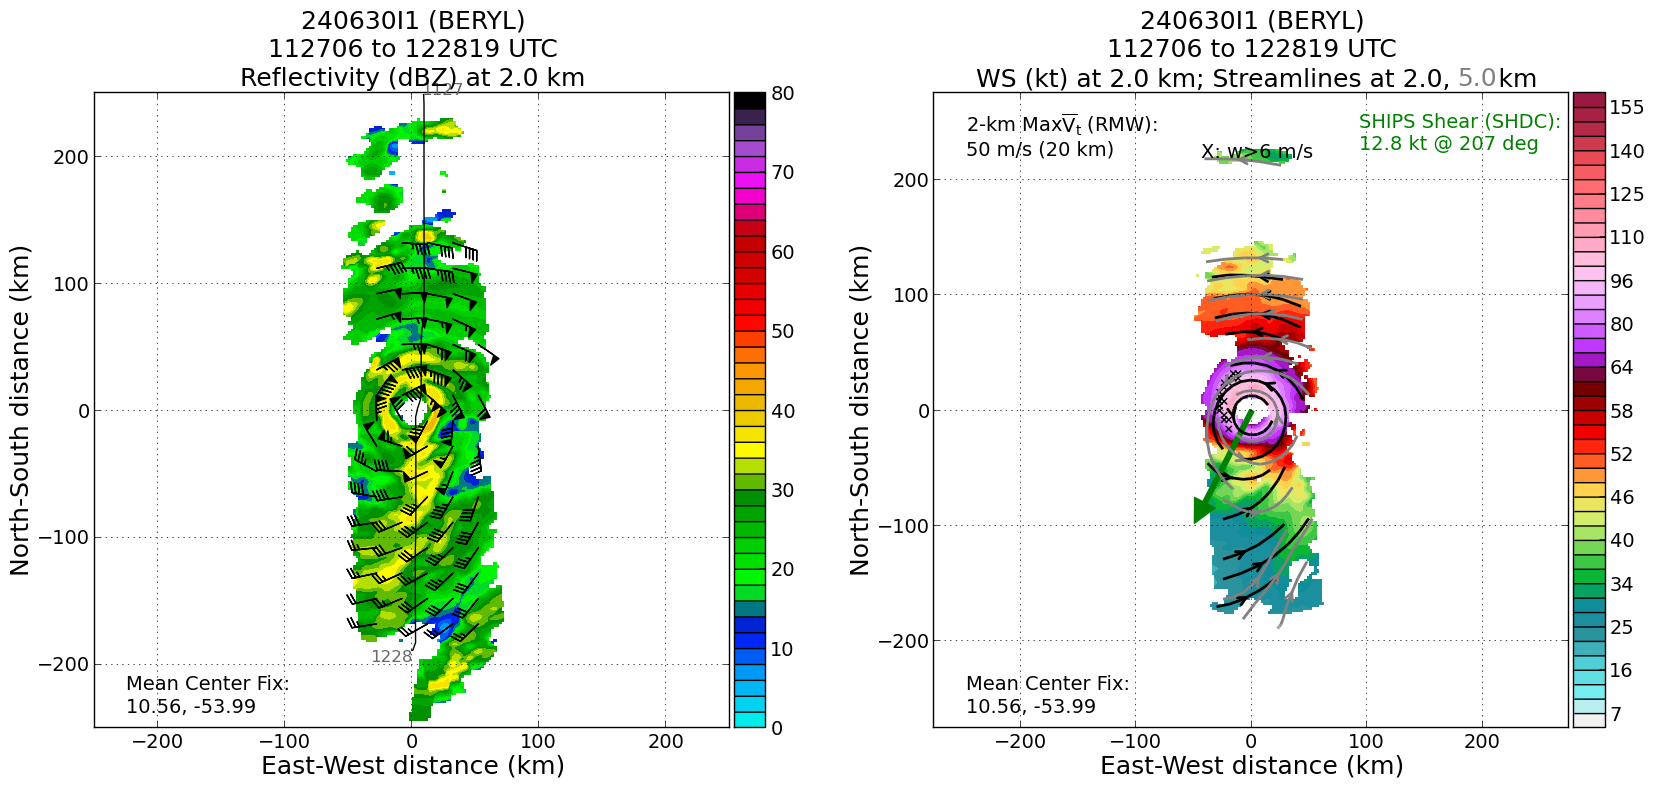 240630I1 (BERYL)
112706 to 122819 UTC
Reflectivity (dBZ) at 2.0 km
1127
1228
Mean Center Fix:
10.56, -53.99
North-South distance (km)
200
100
0
−100
−200
−200 −100 0 100 200
East-West distance (km)
80
70
60
50
40
30
20
10
0
240630I1 (BERYL)
112706 to 122819 UTC
WS (kt) at 2.0 km; Streamlines at 2.0, 5.0 km
2-km MaxV̅t (RMW):
50 m/s (20 km)
X: w>6 m/s
SHIPS Shear (SHDC):
12.8 kt @ 207 deg
Mean Center Fix:
10.56, -53.99
North-South distance (km)
200
100
0
−100
−200
−200 −100 0 100 200
East-West distance (km)
155
140
125
110
96
80
64
58
52
46
40
34
25
16
7